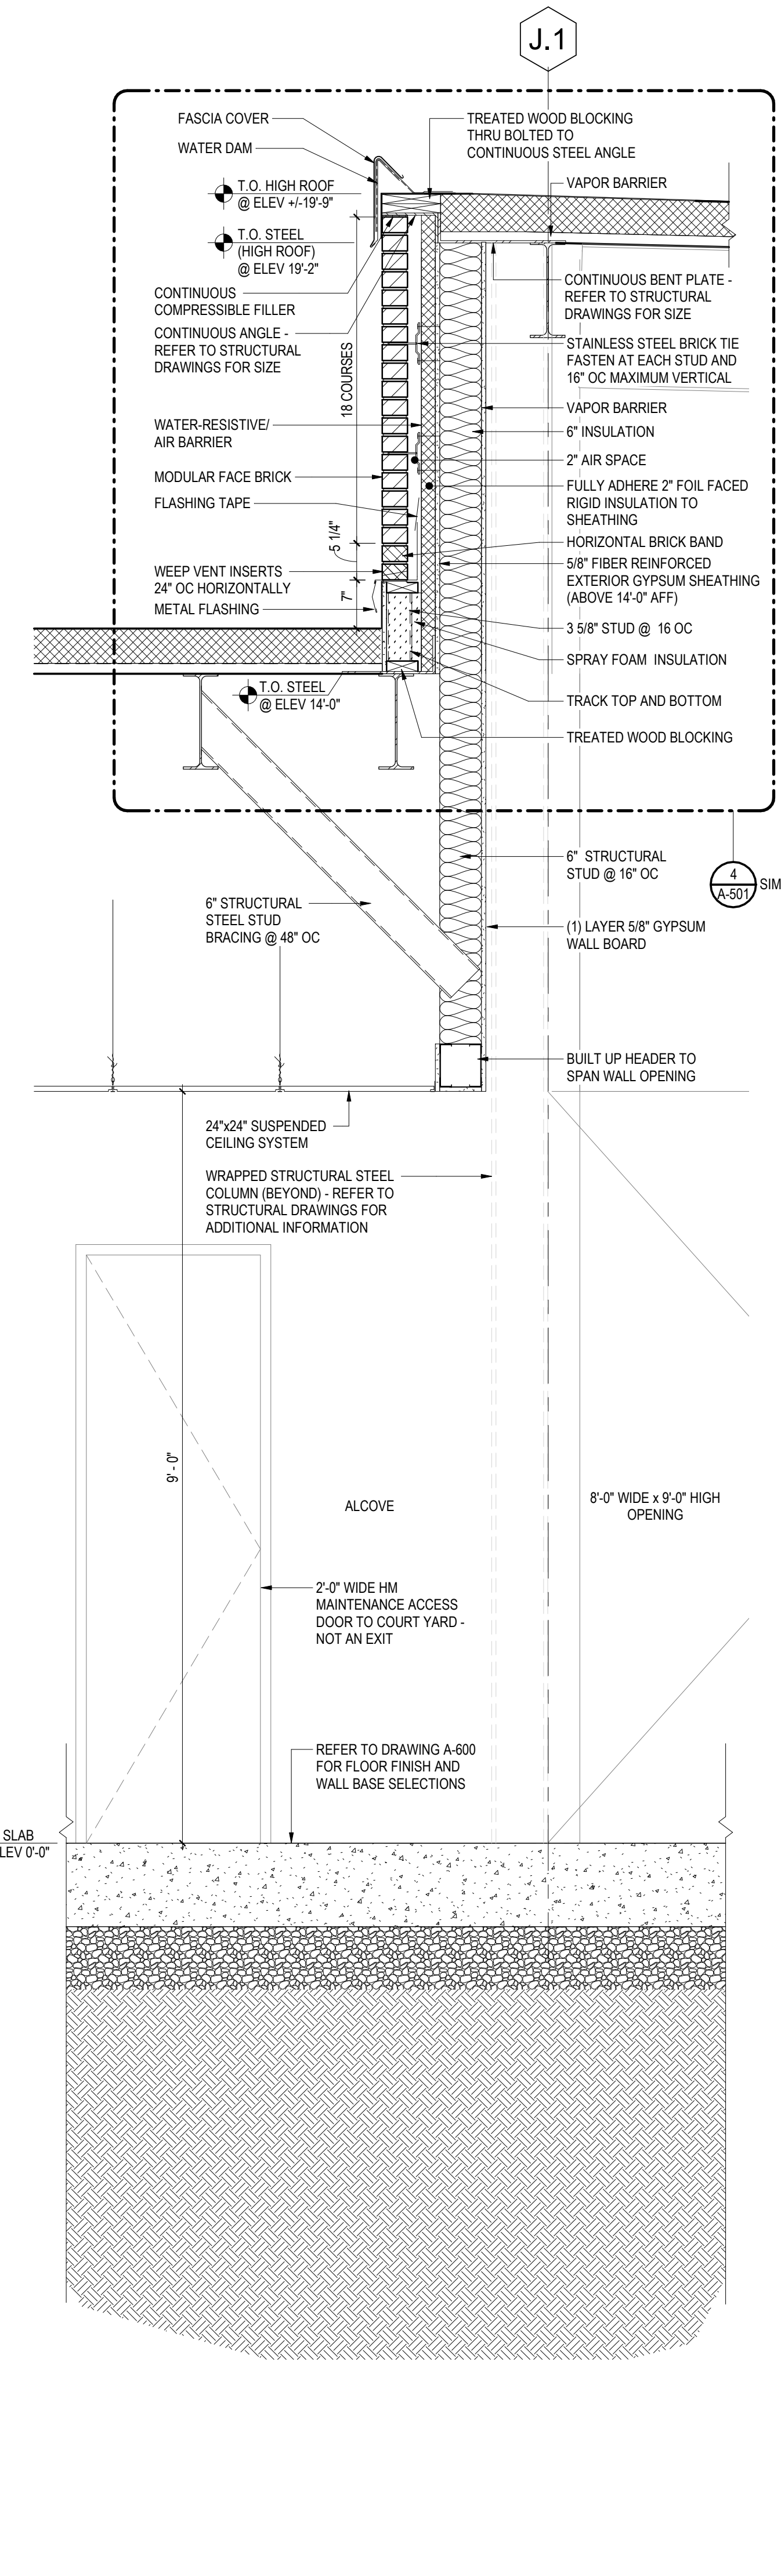 J.1
FASCIA COVER
WATER DAM
T.O. HIGH ROOF
@ ELEV +/-19'-9"
T.O. STEEL
(HIGH ROOF)
@ ELEV 19'-2"
CONTINUOUS
COMPRESSIBLE FILLER
CONTINUOUS ANGLE -
REFER TO STRUCTURAL
DRAWINGS FOR SIZE
18 COURSES
WATER-RESISTIVE/
AIR BARRIER
MODULAR FACE BRICK
FLASHING TAPE
5 1/4"
WEEP VENT INSERTS
24" OC HORIZONTALLY
7"
METAL FLASHING
T.O. STEEL
@ ELEV 14'-0"
TREATED WOOD BLOCKING
THRU BOLTED TO
CONTINUOUS STEEL ANGLE
VAPOR BARRIER
CONTINUOUS BENT PLATE -
REFER TO STRUCTURAL
DRAWINGS FOR SIZE
STAINLESS STEEL BRICK TIE
FASTEN AT EACH STUD AND
16" OC MAXIMUM VERTICAL
VAPOR BARRIER
6" INSULATION
2" AIR SPACE
FULLY ADHERE 2" FOIL FACED
RIGID INSULATION TO
SHEATHING
HORIZONTAL BRICK BAND
5/8" FIBER REINFORCED
EXTERIOR GYPSUM SHEATHING
(ABOVE 14'-0" AFF)
3 5/8" STUD @ 16 OC
SPRAY FOAM INSULATION
TRACK TOP AND BOTTOM
TREATED WOOD BLOCKING
6" STRUCTURAL
STUD @ 16" OC
4
A-501
SIM
6" STRUCTURAL
STEEL STUD
BRACING @ 48" OC
(1) LAYER 5/8" GYPSUM
WALL BOARD
BUILT UP HEADER TO
SPAN WALL OPENING
24"x24" SUSPENDED
CEILING SYSTEM
WRAPPED STRUCTURAL STEEL
COLUMN (BEYOND) - REFER TO
STRUCTURAL DRAWINGS FOR
ADDITIONAL INFORMATION
9' - 0"
ALCOVE
8'-0" WIDE x 9'-0" HIGH
OPENING
2'-0" WIDE HM
MAINTENANCE ACCESS
DOOR TO COURT YARD -
NOT AN EXIT
REFER TO DRAWING A-600
FOR FLOOR FINISH AND
WALL BASE SELECTIONS
SLAB
LEV 0'-0"